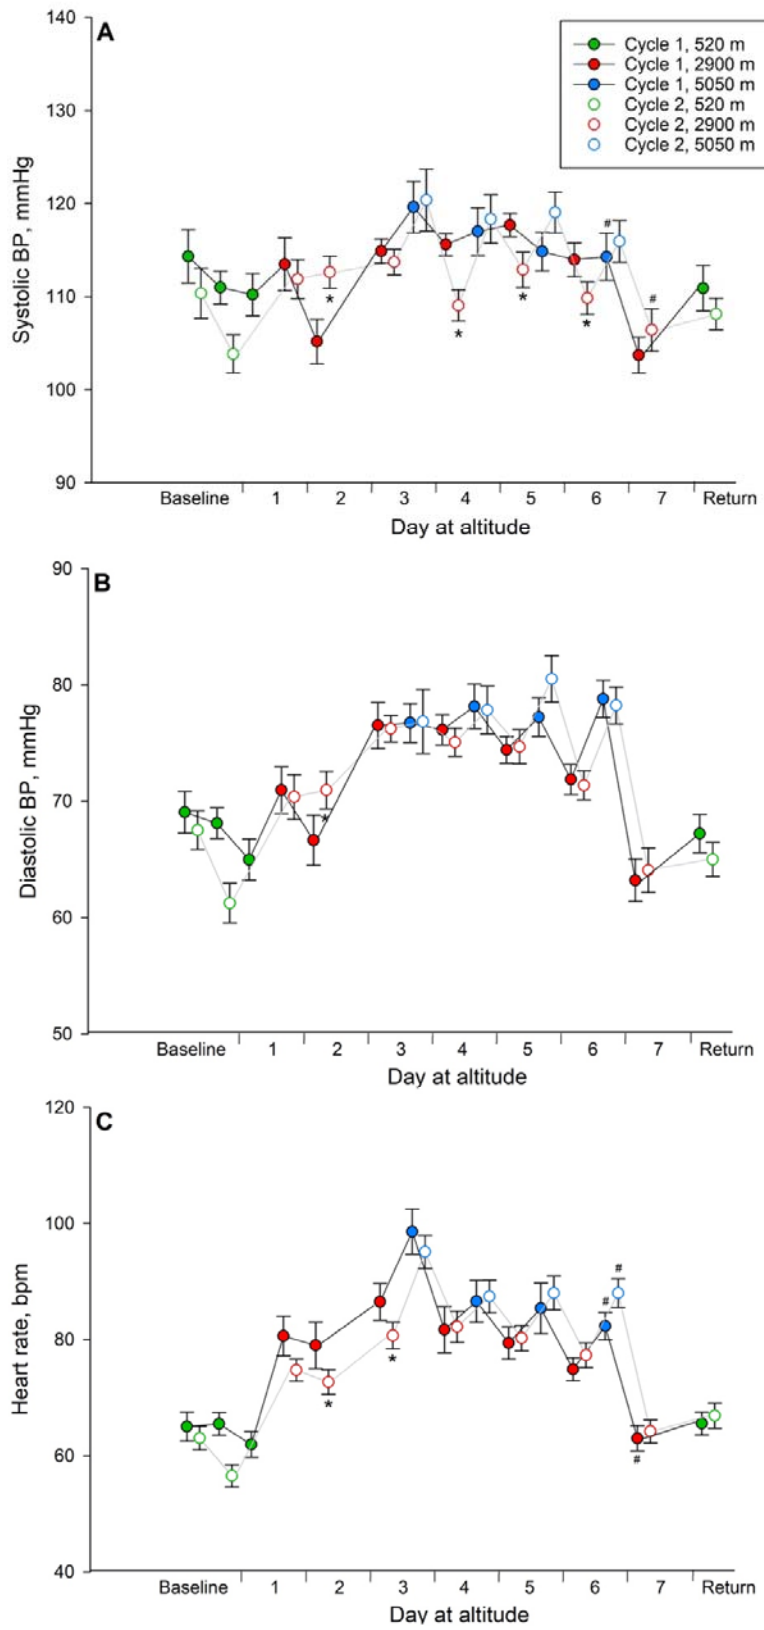 A
140
130
120
110
100
90
Systolic BP, mmHg
Cycle 1, 520 m
Cycle 1, 2900 m
Cycle 1, 5050 m
Cycle 2, 520 m
Cycle 2, 2900 m
Cycle 2, 5050 m
* * * * # #
Baseline 1 2 3 4 5 6 7 Return
Day at altitude
B
90
80
70
60
50
Diastolic BP, mmHg
*
Baseline 1 2 3 4 5 6 7 Return
Day at altitude
C
120
100
80
60
40
Heart rate, bpm
* * # # #
Baseline 1 2 3 4 5 6 7 Return
Day at altitude